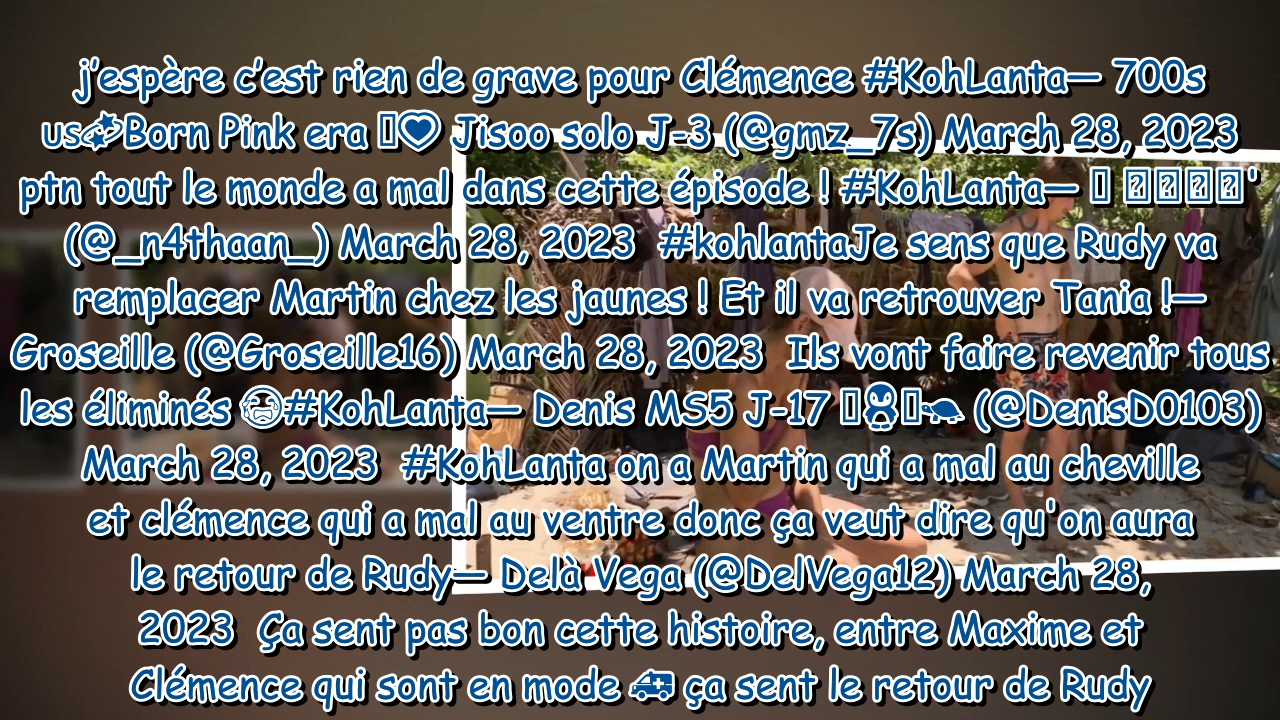 j'espère c'est rien de grave pour Clémence #KohLanta— 700s
us💫Born Pink era 💙 Jisoo solo J-3 (@gmz_7s) March 28, 2023
ptn tout le monde a mal dans cette épisode ! #KohLanta— '
(@_n4thaan_) March 28, 2023 #kohlantaJe sens que Rudy va
remplacer Martin chez les jaunes ! Et il va retrouver Tania !—
Groseille (@Groseille16) March 28, 2023 Ils vont faire revenir tous
les éliminés 😭#KohLanta— Denis MS5 J-17 🐧🐢 (@DenisD0103)
March 28, 2023 #KohLanta on a Martin qui a mal au cheville
et clémence qui a mal au ventre donc ça veut dire qu'on aura
le retour de Rudy— Delà Vega (@DelVega12) March 28,
2023 Ça sent pas bon cette histoire, entre Maxime et
Clémence qui sont en mode 🚑 ça sent le retour de Rudy